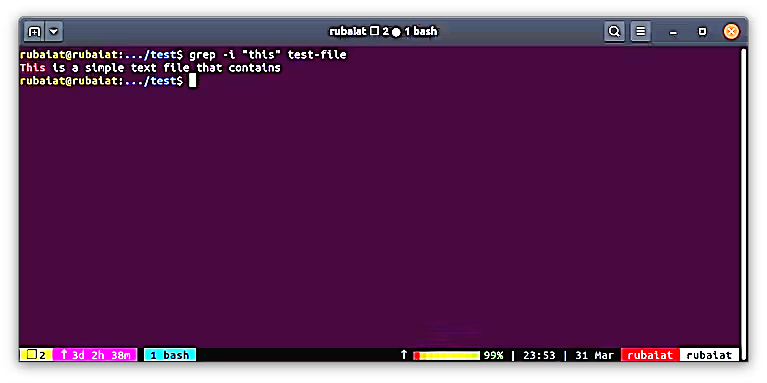 rubaiat ❐ 2 ● 1 bash
rubaiat@rubaiat:.../test$ grep -i "this" test-file
This is a simple text file that contains
rubaiat@rubaiat:.../test$
❐ 2 ↑ 3d 2h 38m 1 bash ↑ 99% | 23:53 | 31 Mar rubaiat rubaiat